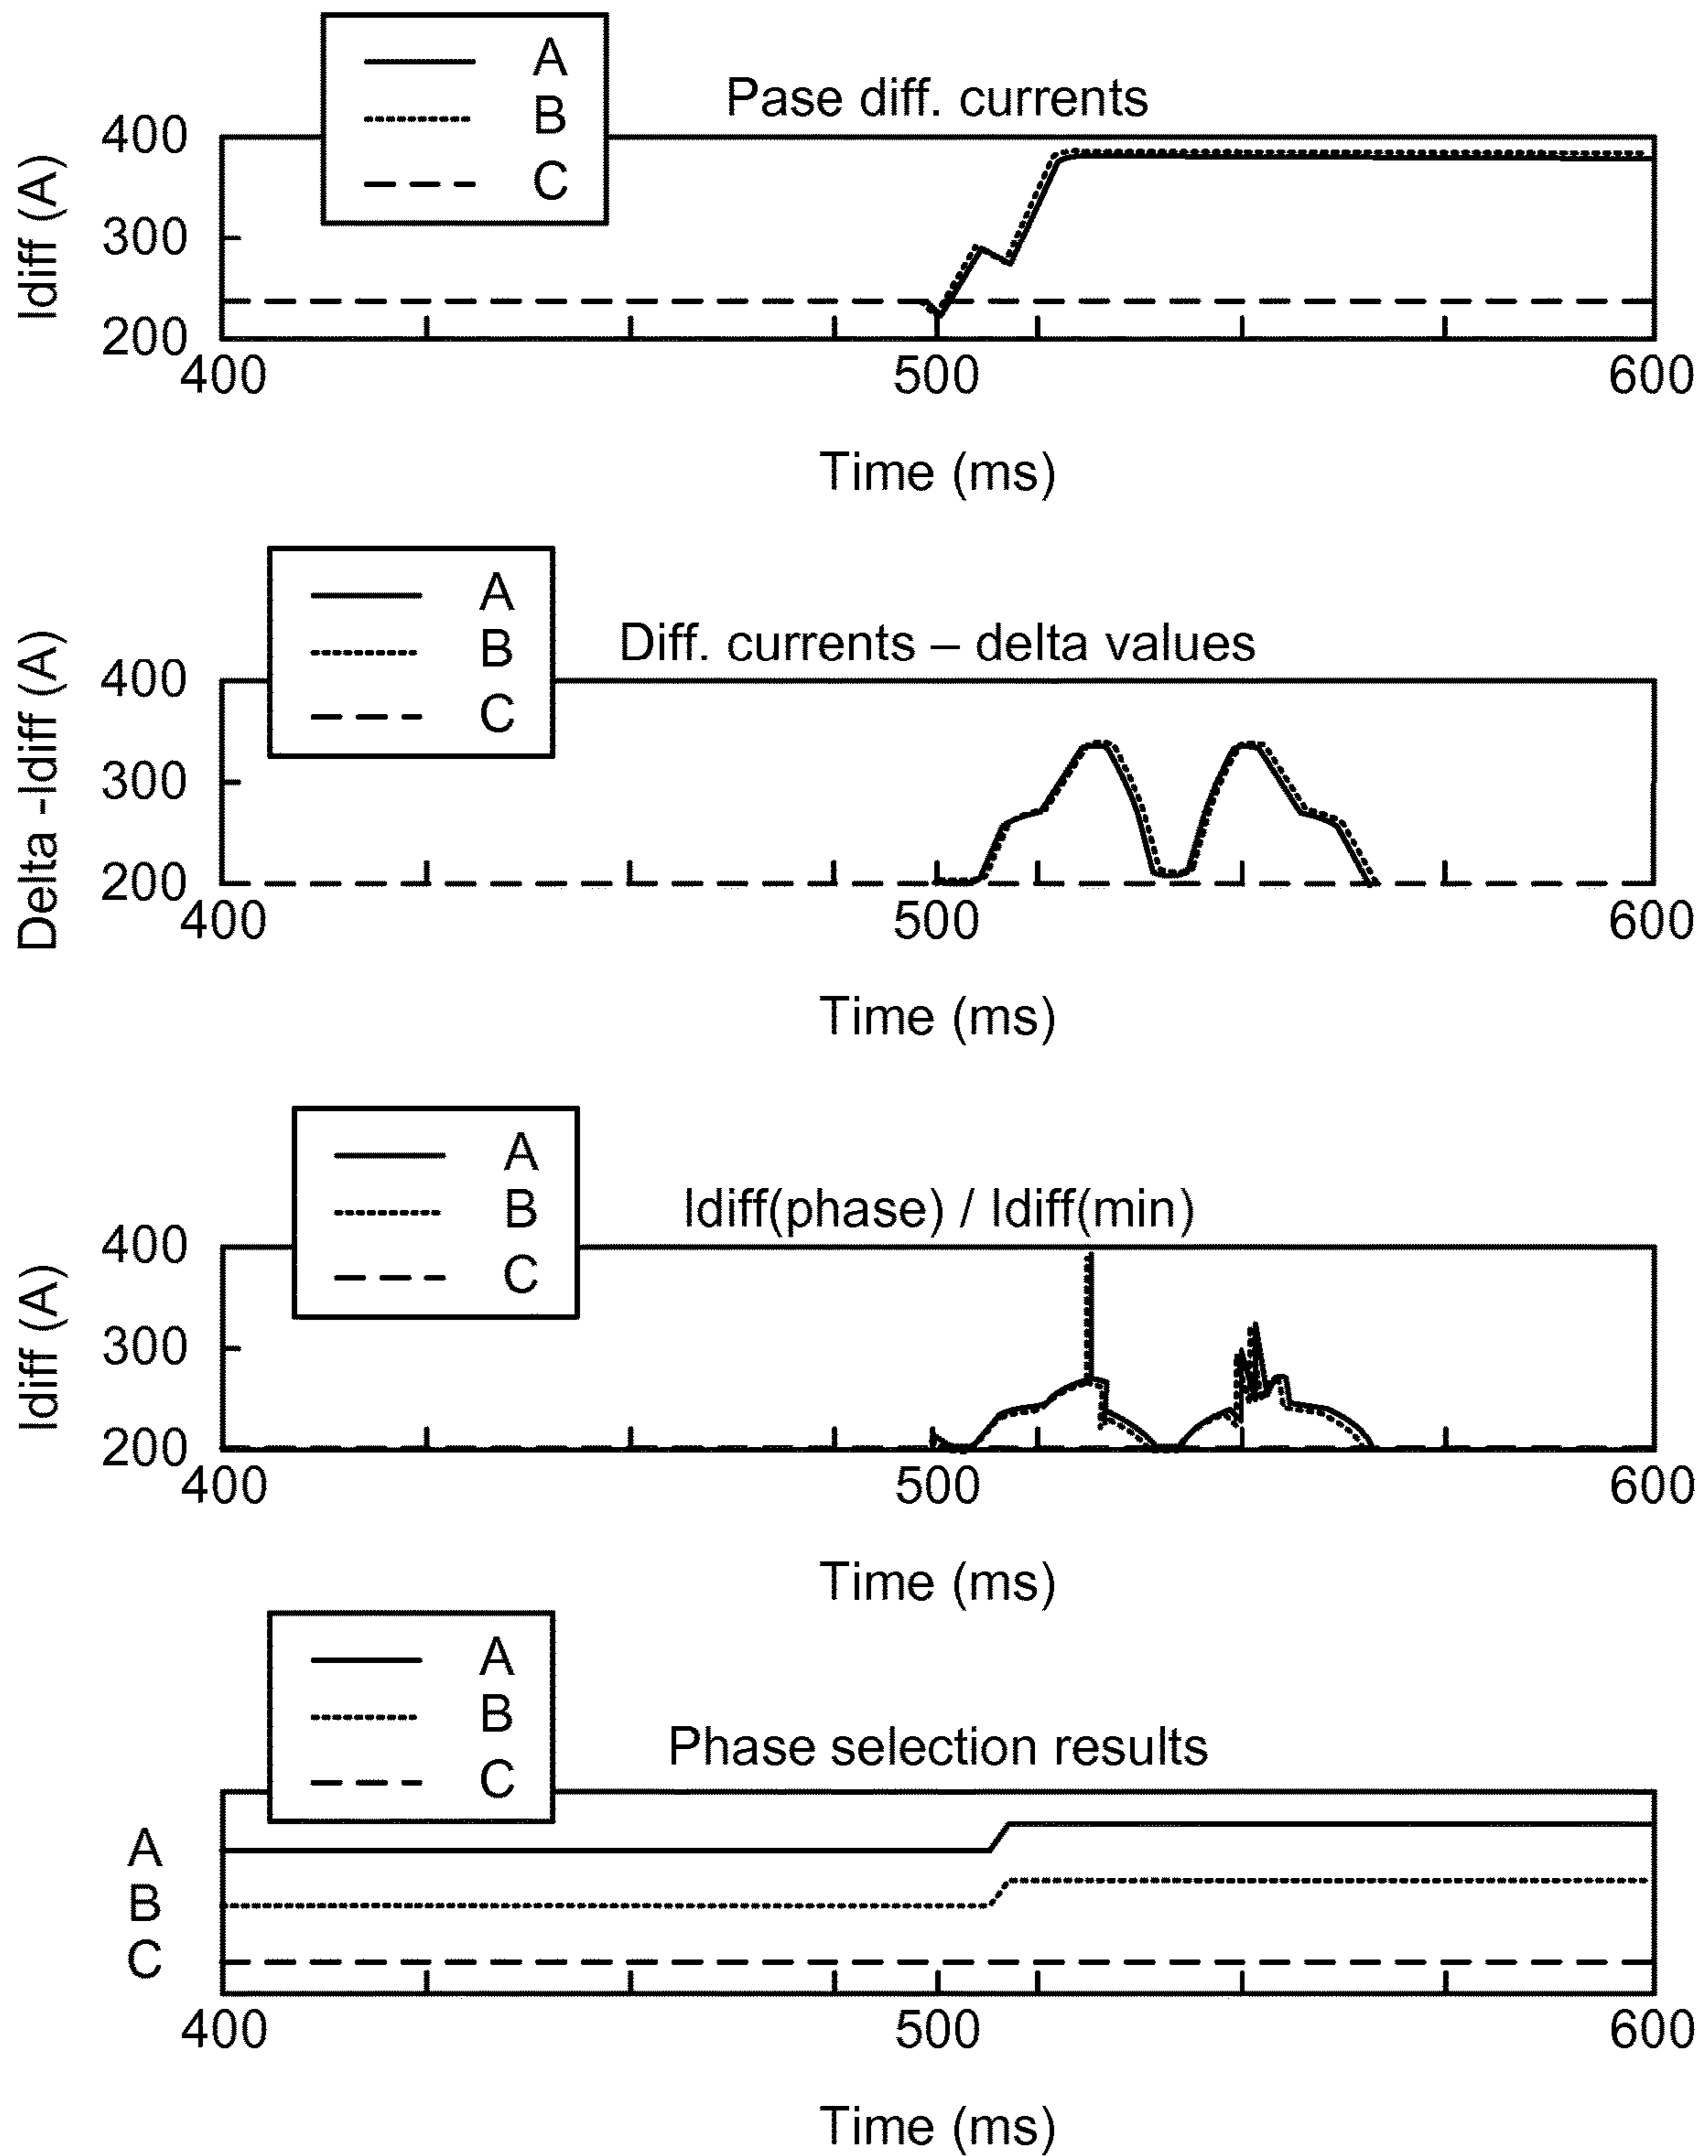 A
B
C
Pase diff. currents
Idiff (A)
400
300
200
400 500 600
Time (ms)
A
B
C
Diff. currents – delta values
Delta -Idiff (A)
400
300
200
400 500 600
Time (ms)
A
B
C
Idiff(phase) / Idiff(min)
Idiff (A)
400
300
200
400 500 600
Time (ms)
A
B
C
Phase selection results
A
B
C
400 500 600
Time (ms)